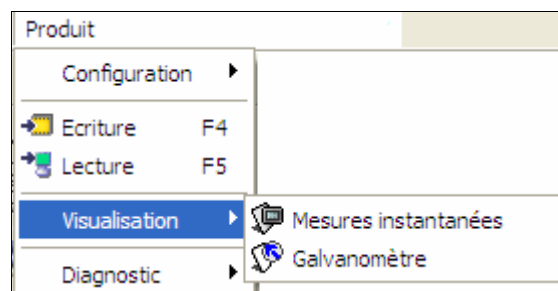 Produit
Configuration
Ecriture F4
Lecture F5
Visualisation
Mesures instantanées
Galvanomètre
Diagnostic